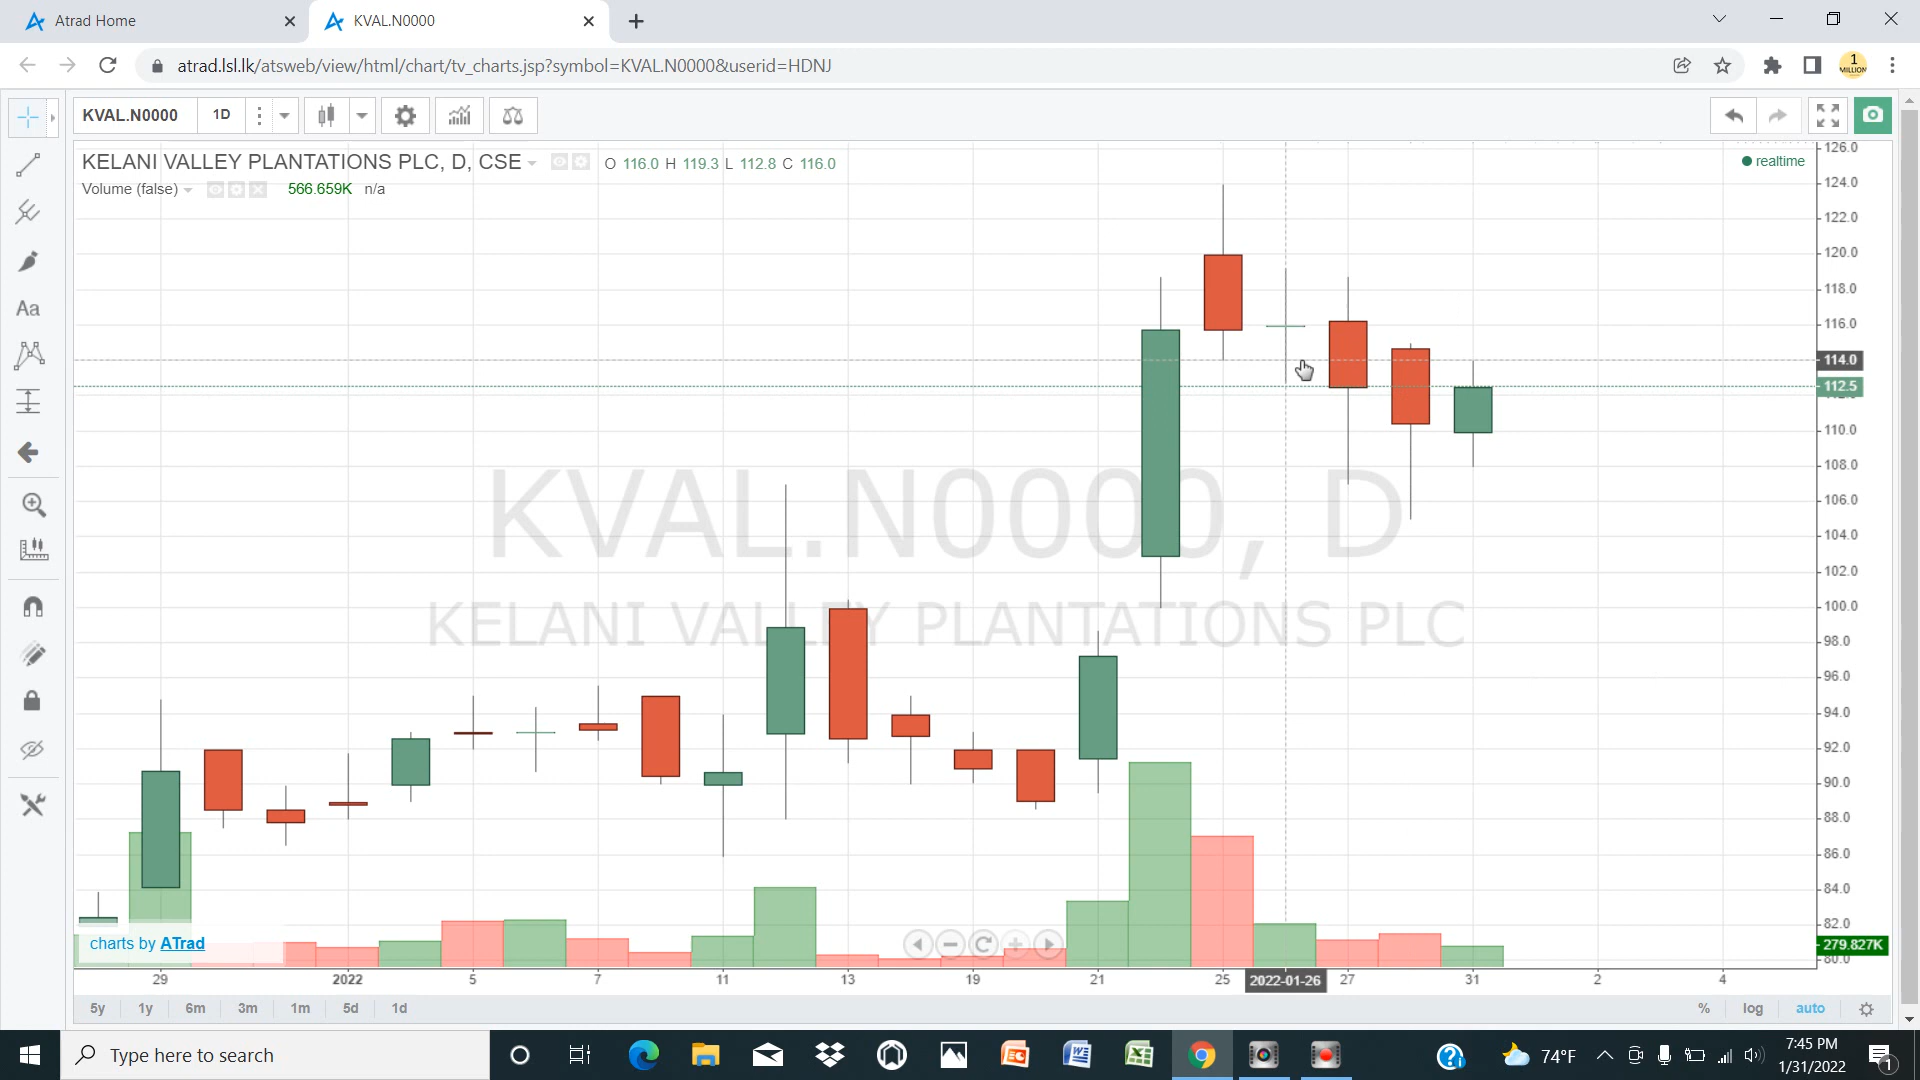 Atrad Home
KVAL.N0000
atrad.lsl.lk/atsweb/view/html/chart/tv_charts.jsp?symbol=KVAL.N0000&userid=HDNJ
1
MILLION
KVAL.N0000 1D
KELANI VALLEY PLANTATIONS PLC, D, CSE O 116.0 H 119.3 L 112.8 C 116.0
realtime
Volume (false) 566.659K n/a
Aa
126.0
124.0
122.0
120.0
118.0
116.0
114.0
112.5
110.0
108.0
106.0
104.0
102.0
100.0
98.0
96.0
94.0
92.0
90.0
88.0
86.0
84.0
82.0
279.827K
80.0
KVAL.N0000, D
KELANI VALLEY PLANTATIONS PLC
charts by ATrad
29 2022 5 7 11 13 19 21 25 2022-01-26 27 31 2 4
5y 1y 6m 3m 1m 5d 1d % log auto
Type here to search
74°F
7:45 PM
1/31/2022
1